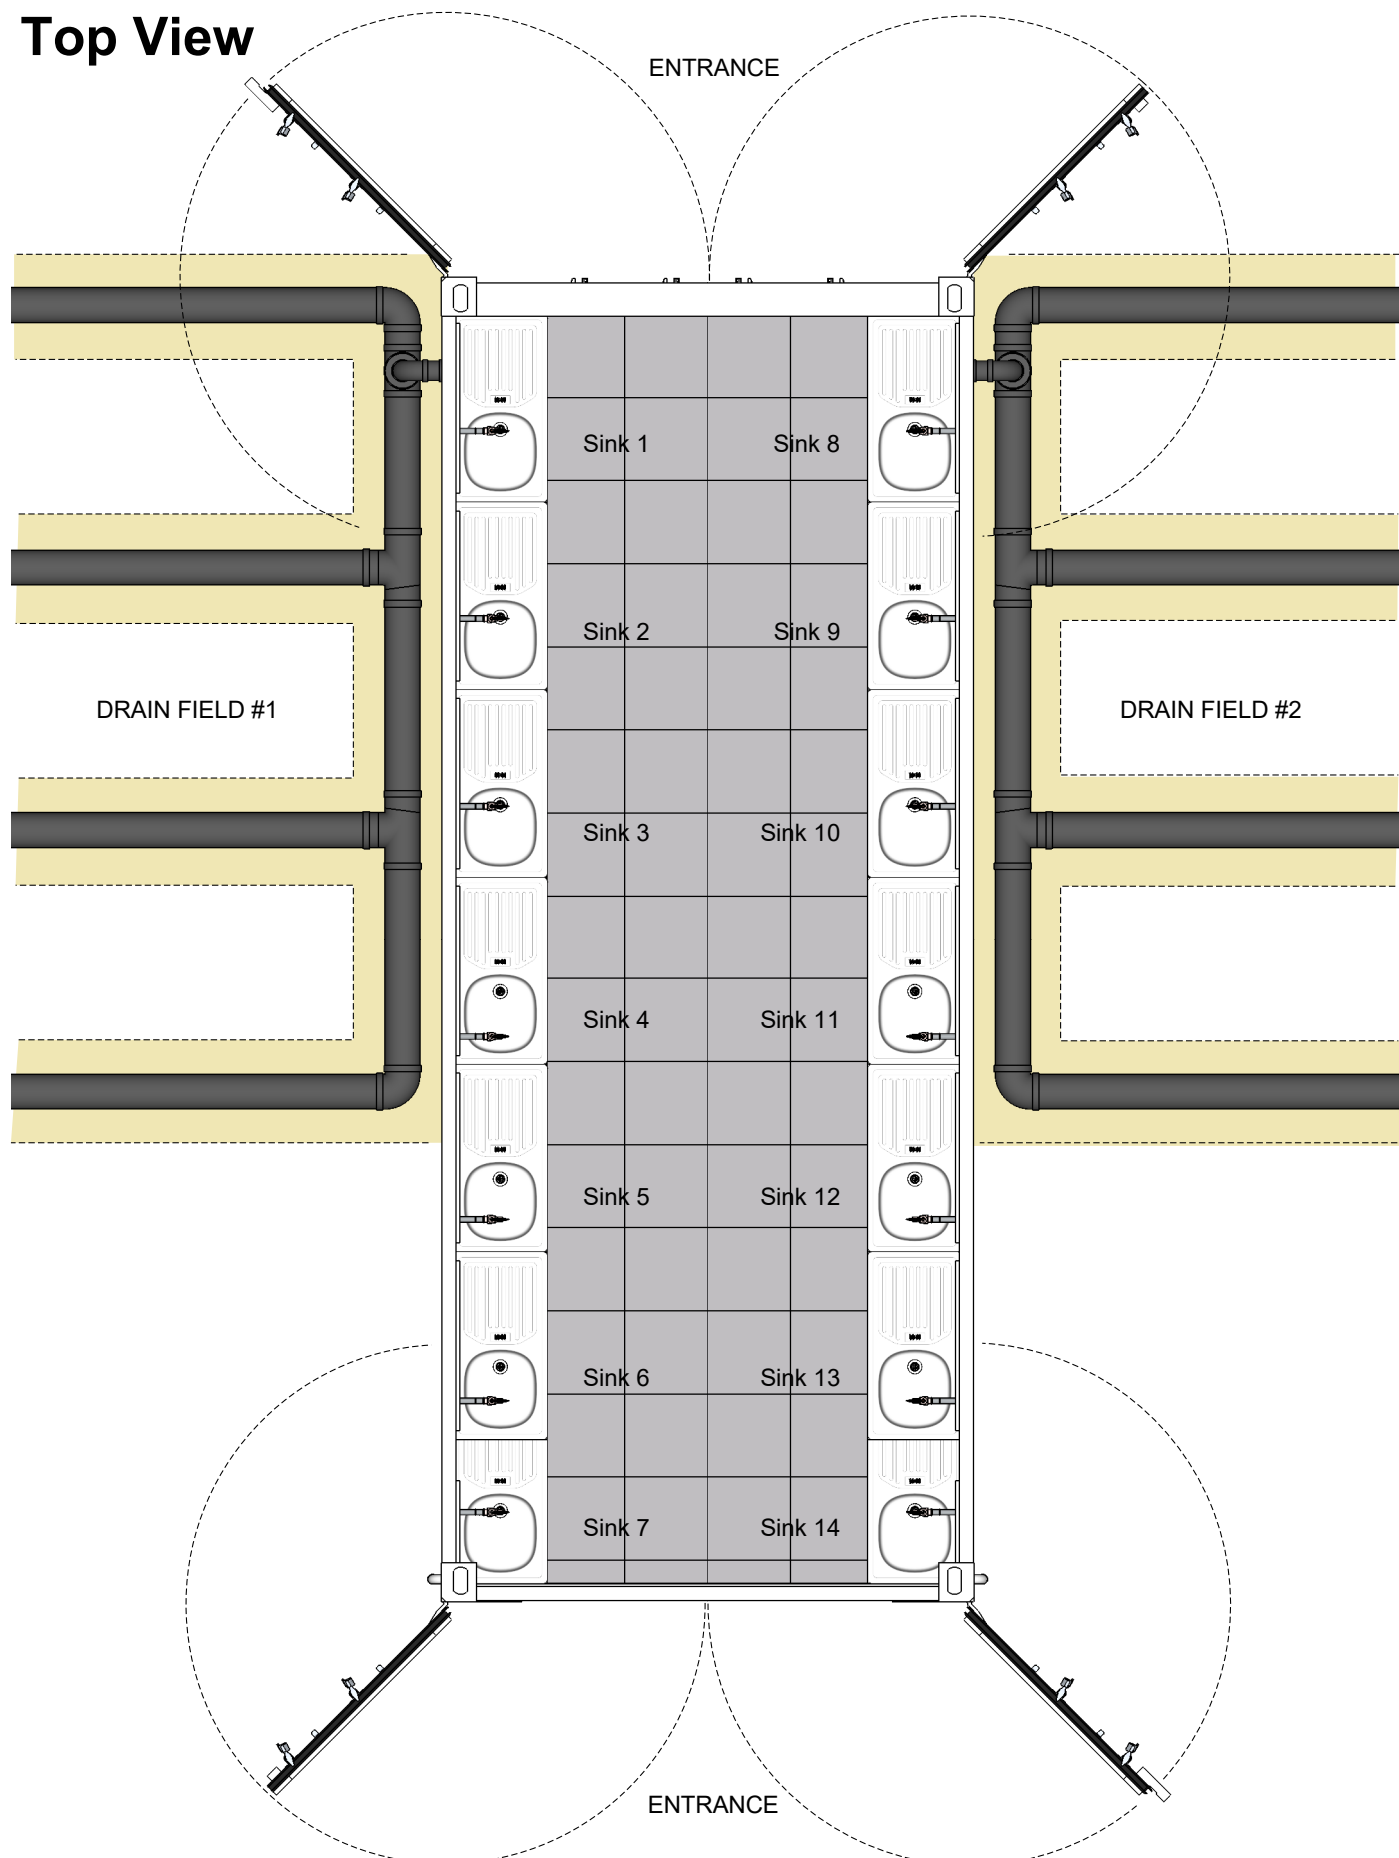 Top View
ENTRANCE
Sink 1
Sink 8
Sink 2
Sink 9
DRAIN FIELD #1
DRAIN FIELD #2
Sink 3
Sink 10
Sink 4
Sink 11
Sink 5
Sink 12
Sink 6
Sink 13
Sink 7
Sink 14
ENTRANCE